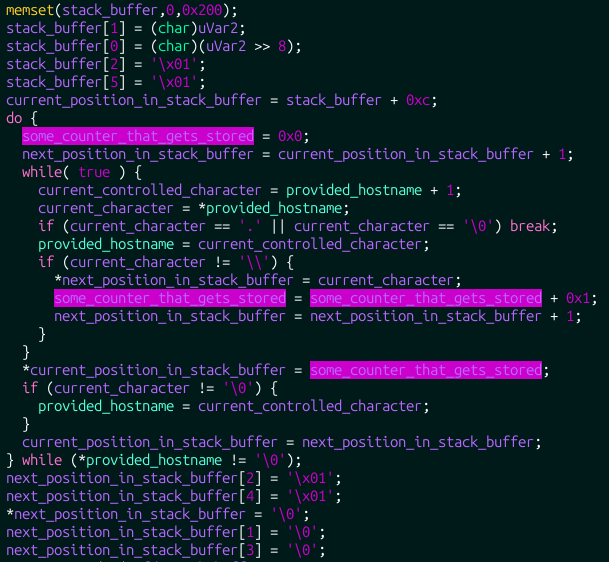 memset(stack_buffer,0,0x200);
stack_buffer[1] = (char)uVar2;
stack_buffer[0] = (char)(uVar2 >> 8);
stack_buffer[2] = '\x01';
stack_buffer[5] = '\x01';
current_position_in_stack_buffer = stack_buffer + 0xc;
do {
  some_counter_that_gets_stored = 0x0;
  next_position_in_stack_buffer = current_position_in_stack_buffer + 1;
  while( true ) {
    current_controlled_character = provided_hostname + 1;
    current_character = *provided_hostname;
    if (current_character == '.' || current_character == '\0') break;
    provided_hostname = current_controlled_character;
    if (current_character != '\\') {
      *next_position_in_stack_buffer = current_character;
      some_counter_that_gets_stored = some_counter_that_gets_stored + 0x1;
      next_position_in_stack_buffer = next_position_in_stack_buffer + 1;
    }
  }
  *current_position_in_stack_buffer = some_counter_that_gets_stored;
  if (current_character != '\0') {
    provided_hostname = current_controlled_character;
  }
  current_position_in_stack_buffer = next_position_in_stack_buffer;
} while (*provided_hostname != '\0');
next_position_in_stack_buffer[2] = '\x01';
next_position_in_stack_buffer[4] = '\x01';
*next_position_in_stack_buffer = '\0';
next_position_in_stack_buffer[1] = '\0';
next_position_in_stack_buffer[3] = '\0';